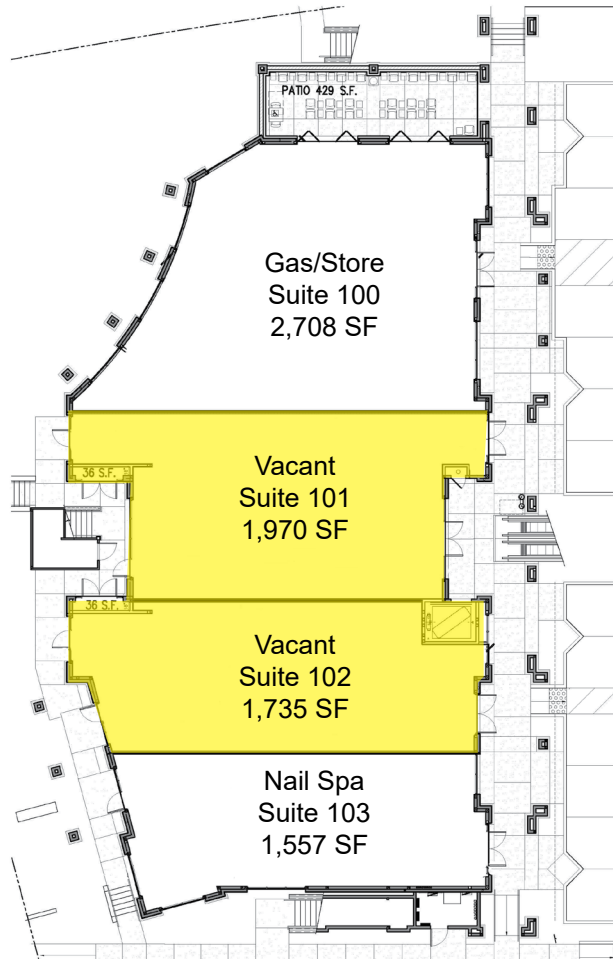 PATIO 429 S.F.
Gas/Store
Suite 100
2,708 SF
36 S.F.
Vacant
Suite 101
1,970 SF
36 S.F.
Vacant
Suite 102
1,735 SF
Nail Spa
Suite 103
1,557 SF